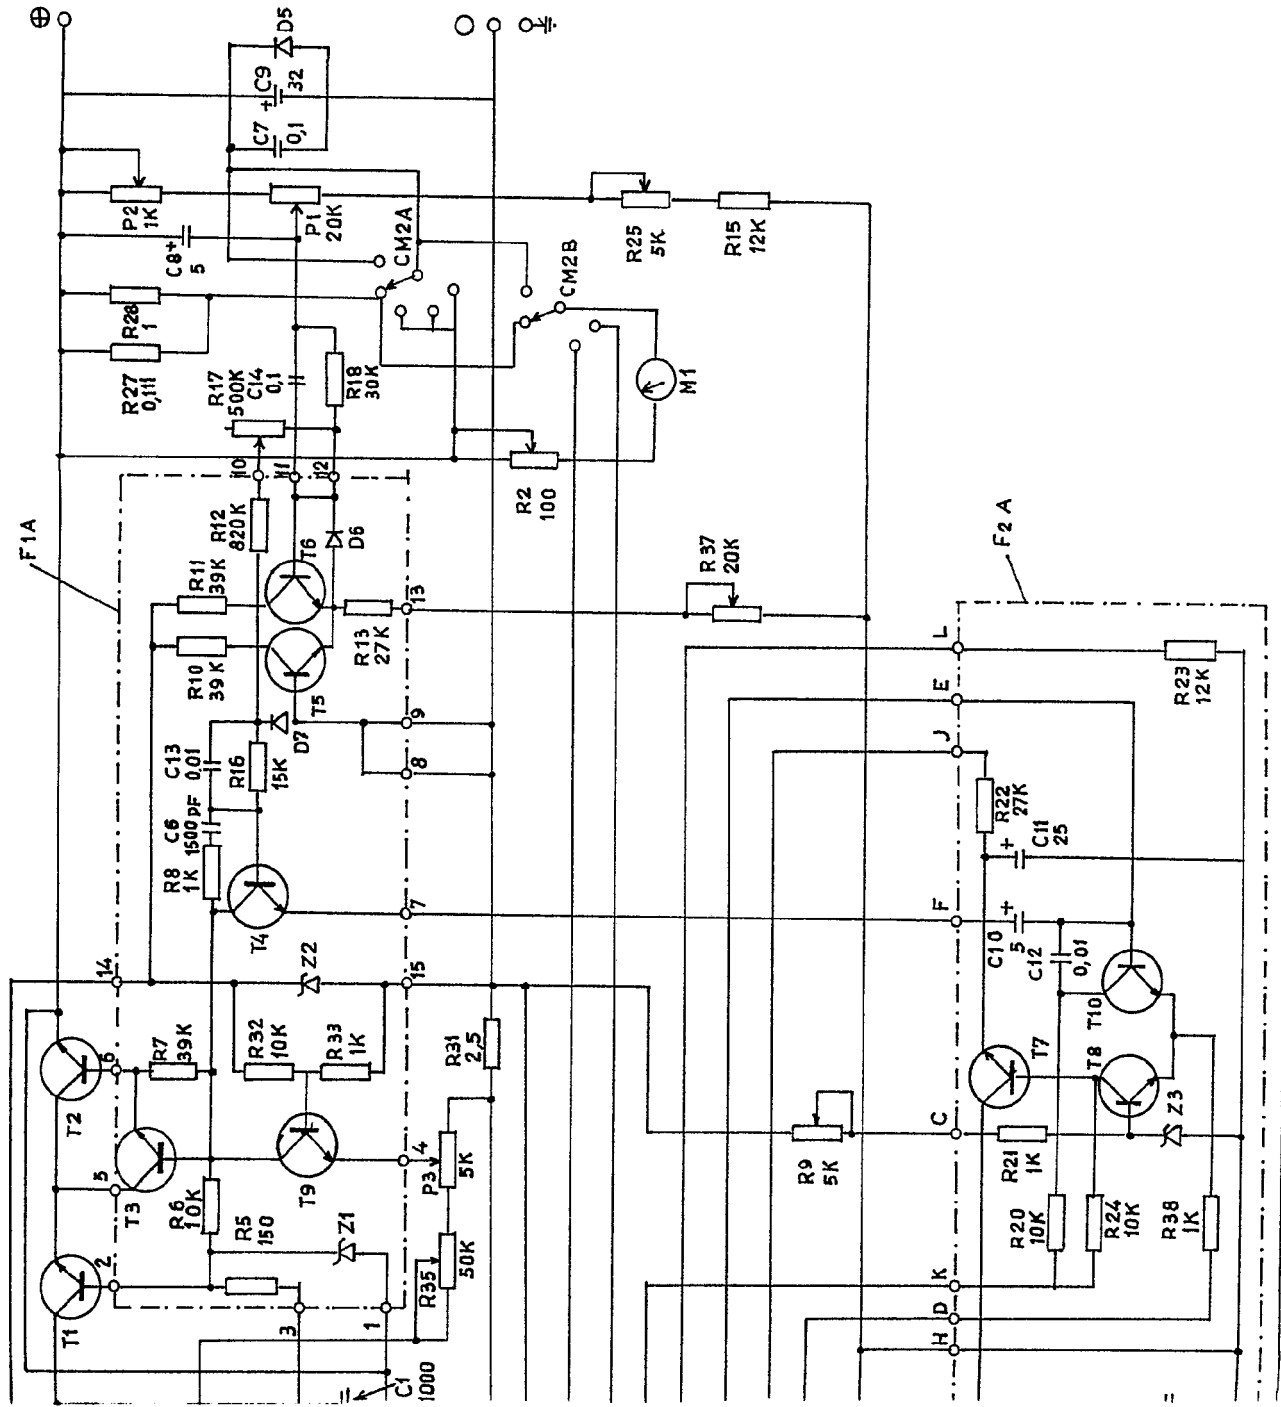 D5
C9
32
+
C7
0,1
P2
1K
P1
20K
C8+
5
CM2A
R25
5K
R15
12K
CM2B
R28
1
R27
0,111
R17
500K
C14
0,1
R18
30K
M1
10
11
12
R2
100
F1A
R12
820K
T6
D6
R11
39K
13
R37
20K
F2A
R10
39K
T5
R13
27K
L
R23
12K
E
9
C13
0,01
R16
15K
D7
8
J
C6
1500pF
R22
27K
C11
25
+
R8
1K
T4
7
F
+
C10
5
C12
0,01
T10
14
Z2
15
6
R7
39K
R32
10K
R33
1K
R31
2,5
T7
T8
T2
C
Z3
5
T3
R6
10K
T9
4
P3
5K
R9
5K
R21
1K
R5
150
Z1
R35
50K
R20
10K
R24
10K
R38
1K
2
K
T1
3
1
D
H
C1
1000